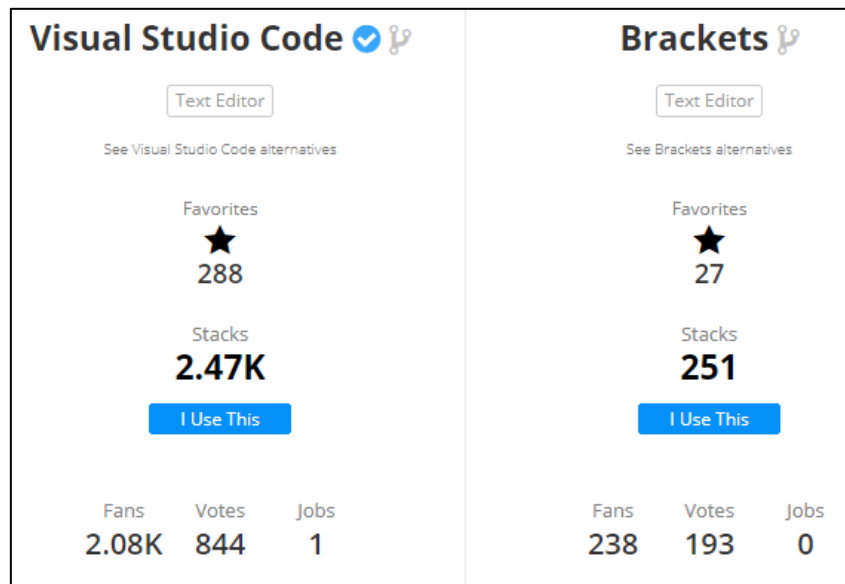 Visual Studio Code
Text Editor
See Visual Studio Code alternatives
Favorites
288
Stacks
2.47K
I Use This
Fans Votes Jobs
2.08K 844 1
Brackets
Text Editor
See Brackets alternatives
Favorites
27
Stacks
251
I Use This
Fans Votes Jobs
238 193 0